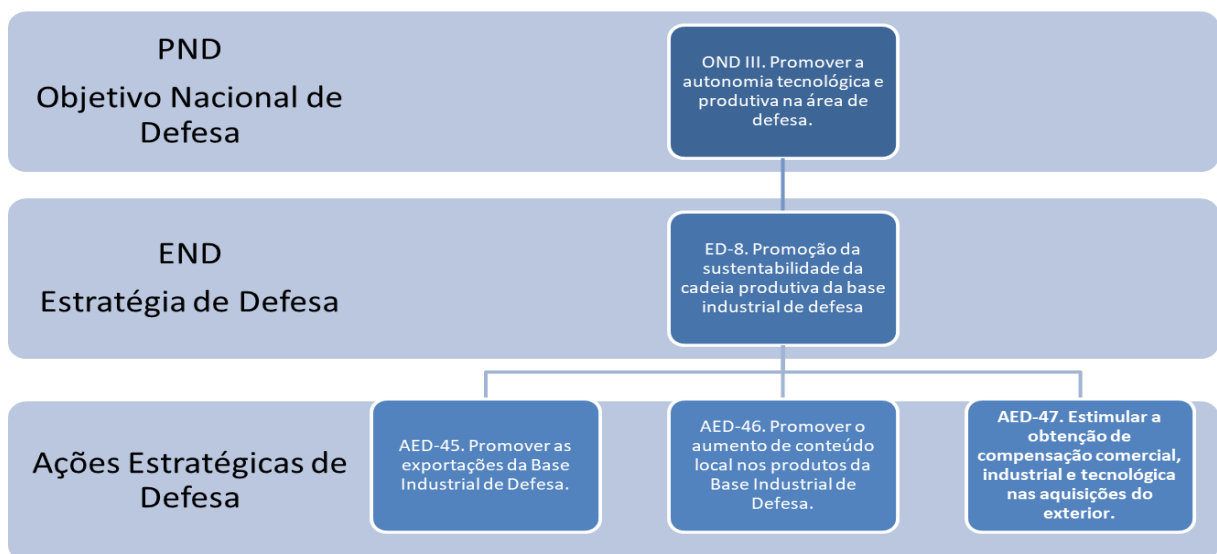 PND
Objetivo Nacional de
Defesa
OND III. Promover a
autonomia tecnológica e
produtiva na área de
defesa.
END
Estratégia de Defesa
ED-8. Promoção da
sustentabilidade da
cadeia produtiva da base
industrial de defesa
Ações Estratégicas de
Defesa
AED-45. Promover as
exportações da Base
Industrial de Defesa.
AED-46. Promover o
aumento de conteúdo
local nos produtos da
Base Industrial de
Defesa.
AED-47. Estimular a
obtenção de
compensação comercial,
industrial e tecnológica
nas aquisições do
exterior.